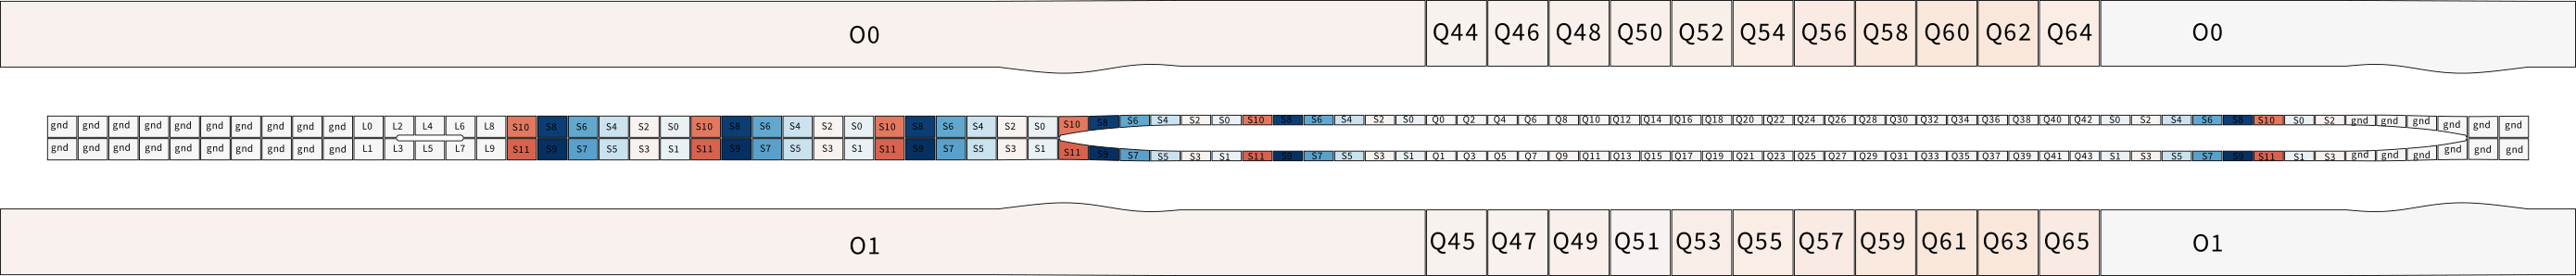 O0 Q44 Q46 Q48 Q50 Q52 Q54 Q56 Q58 Q60 Q62 Q64 O0
gnd gnd gnd gnd gnd gnd gnd gnd gnd gnd L0 L2 L4 L6 L8 S10 S8 S6 S4 S2 S0 S10 S8 S6 S4 S2 S0 S10 S8 S6 S4 S2 S0 S10 S8 S6 S4 S2 S0 S10 S8 S6 S4 S2 S0 Q0 Q2 Q4 Q6 Q8 Q10 Q12 Q14 Q16 Q18 Q20 Q22 Q24 Q26 Q28 Q30 Q33 Q34 Q36 Q38 Q40 Q42 S0 S2 S4 S6 S8 S10 S0 S2 gnd gnd gnd gnd gnd gnd
gnd gnd gnd gnd gnd gnd gnd gnd gnd gnd L1 L3 L5 L7 L9 S11 S9 S7 S5 S3 S1 S11 S9 S7 S5 S3 S1 S11 S9 S7 S5 S3 S1 S11 S9 S7 S5 S3 S1 S11 S9 S7 S5 S3 S1 Q1 Q3 Q5 Q7 Q9 Q11 Q13 Q15 Q17 Q19 Q21 Q23 Q25 Q27 Q29 Q31 Q32 Q35 Q37 Q39 Q41 Q43 S1 S3 S5 S7 S9 S11 S1 S3 gnd gnd gnd gnd gnd gnd
O1 Q45 Q47 Q49 Q51 Q53 Q55 Q57 Q59 Q61 Q63 Q65 O1